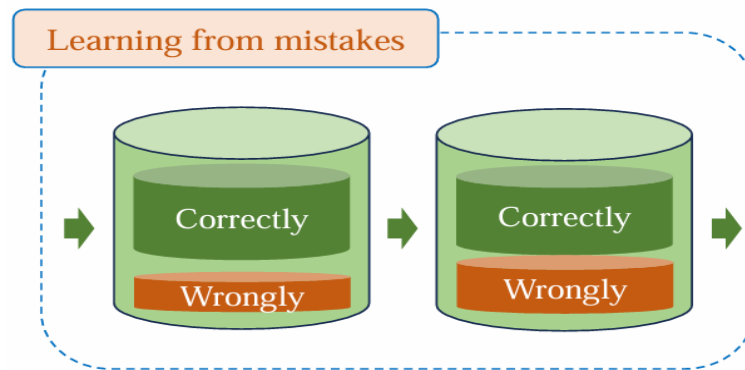 Learning from mistakes
Correctly
Wrongly
Correctly
Wrongly